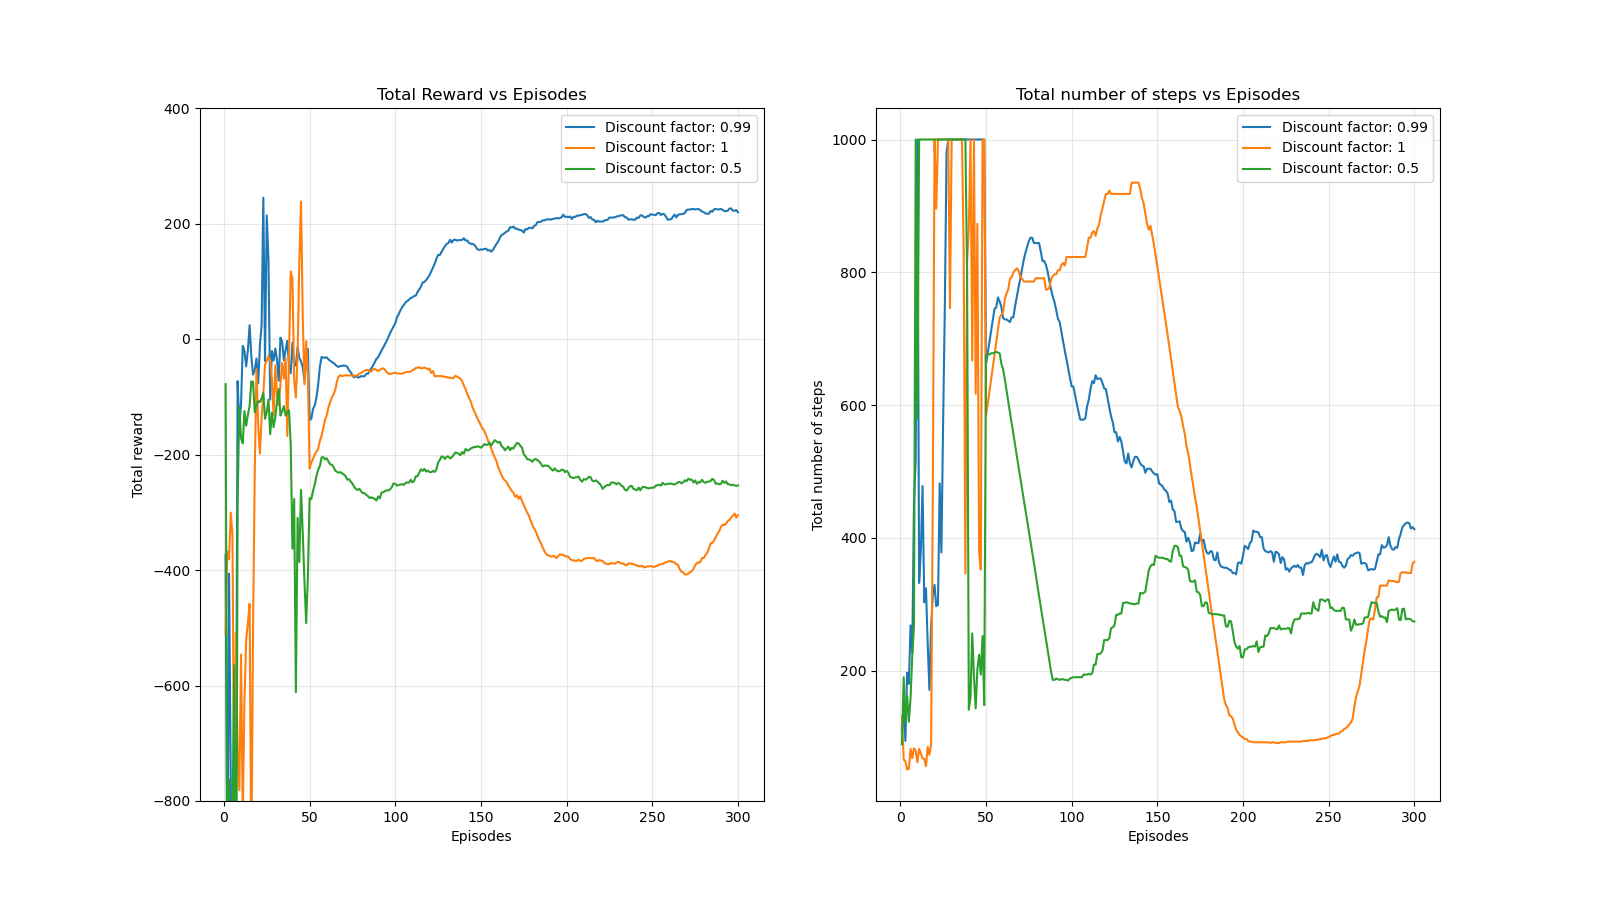 Total Reward vs Episodes
400
200
0
−200
−400
−600
−800
Total reward
0
50
100
150
200
250
300
Episodes
Discount factor: 0.99
Discount factor: 1
Discount factor: 0.5
Total number of steps vs Episodes
1000
800
600
400
200
Total number of steps
0
50
100
150
200
250
300
Episodes
Discount factor: 0.99
Discount factor: 1
Discount factor: 0.5